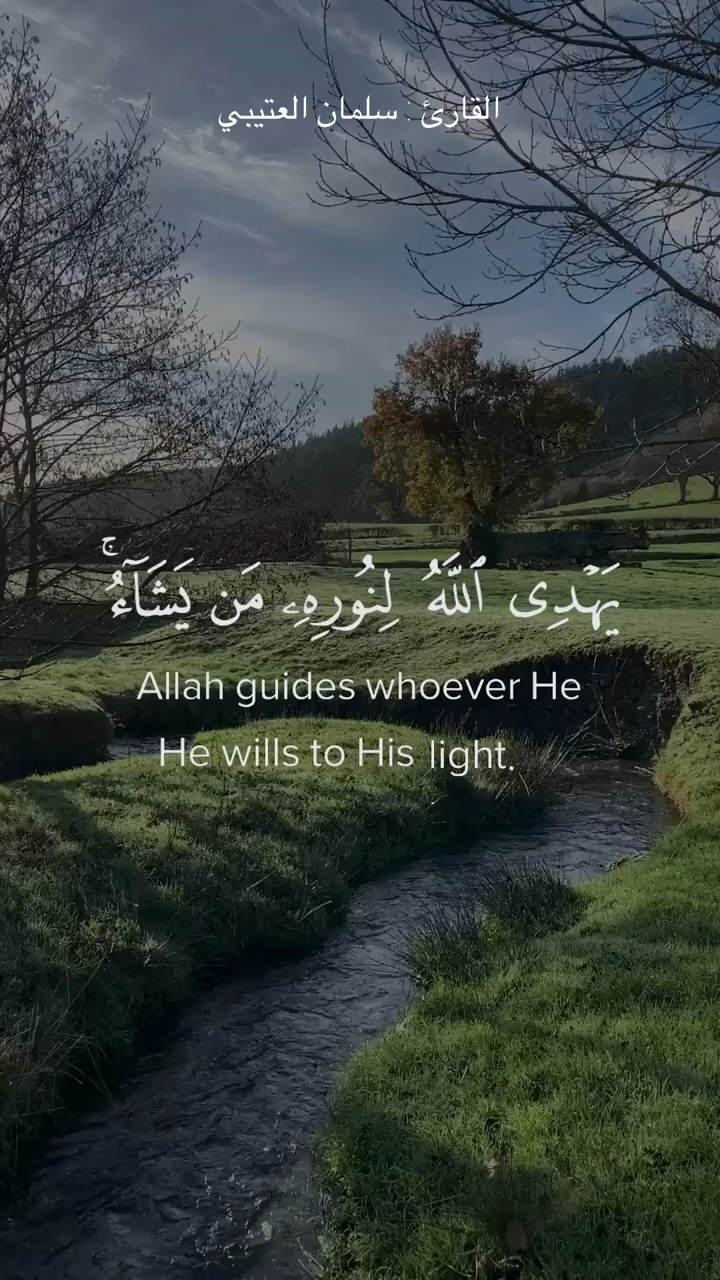 القارئ : سلمان العتيبي
يَهْدِى ٱللَّهُ لِنُورِهِۦ مَن يَشَآءُۚ
Allah guides whoever He
He wills to His light.